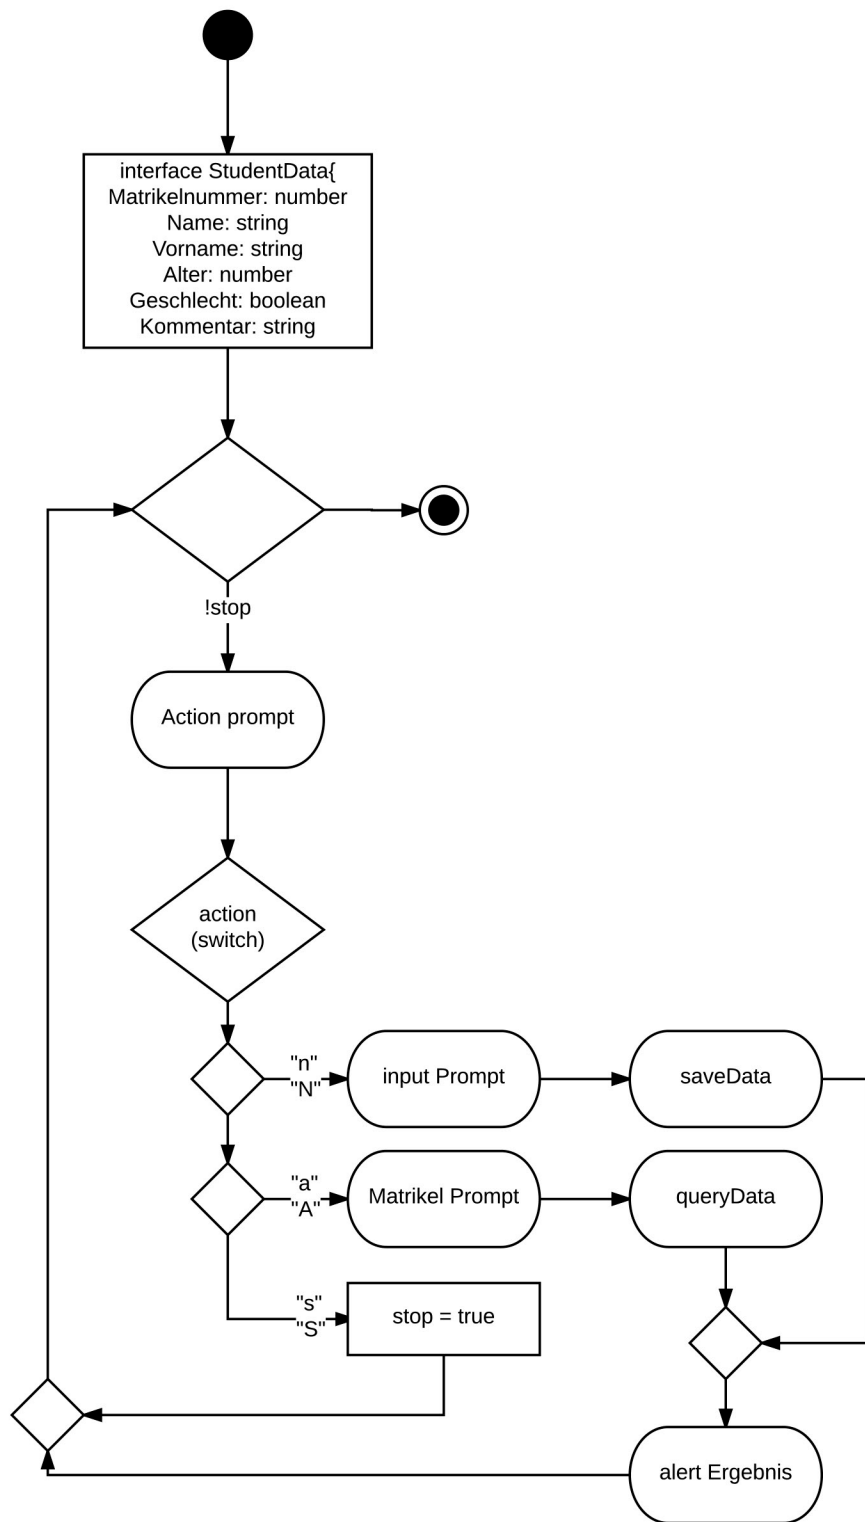 interface StudentData{
Matrikelnummer: number
Name: string
Vorname: string
Alter: number
Geschlecht: boolean
Kommentar: string
!stop
Action prompt
action
(switch)
"n"
"N"
input Prompt
saveData
"a"
"A"
Matrikel Prompt
queryData
"s"
"S"
stop = true
alert Ergebnis